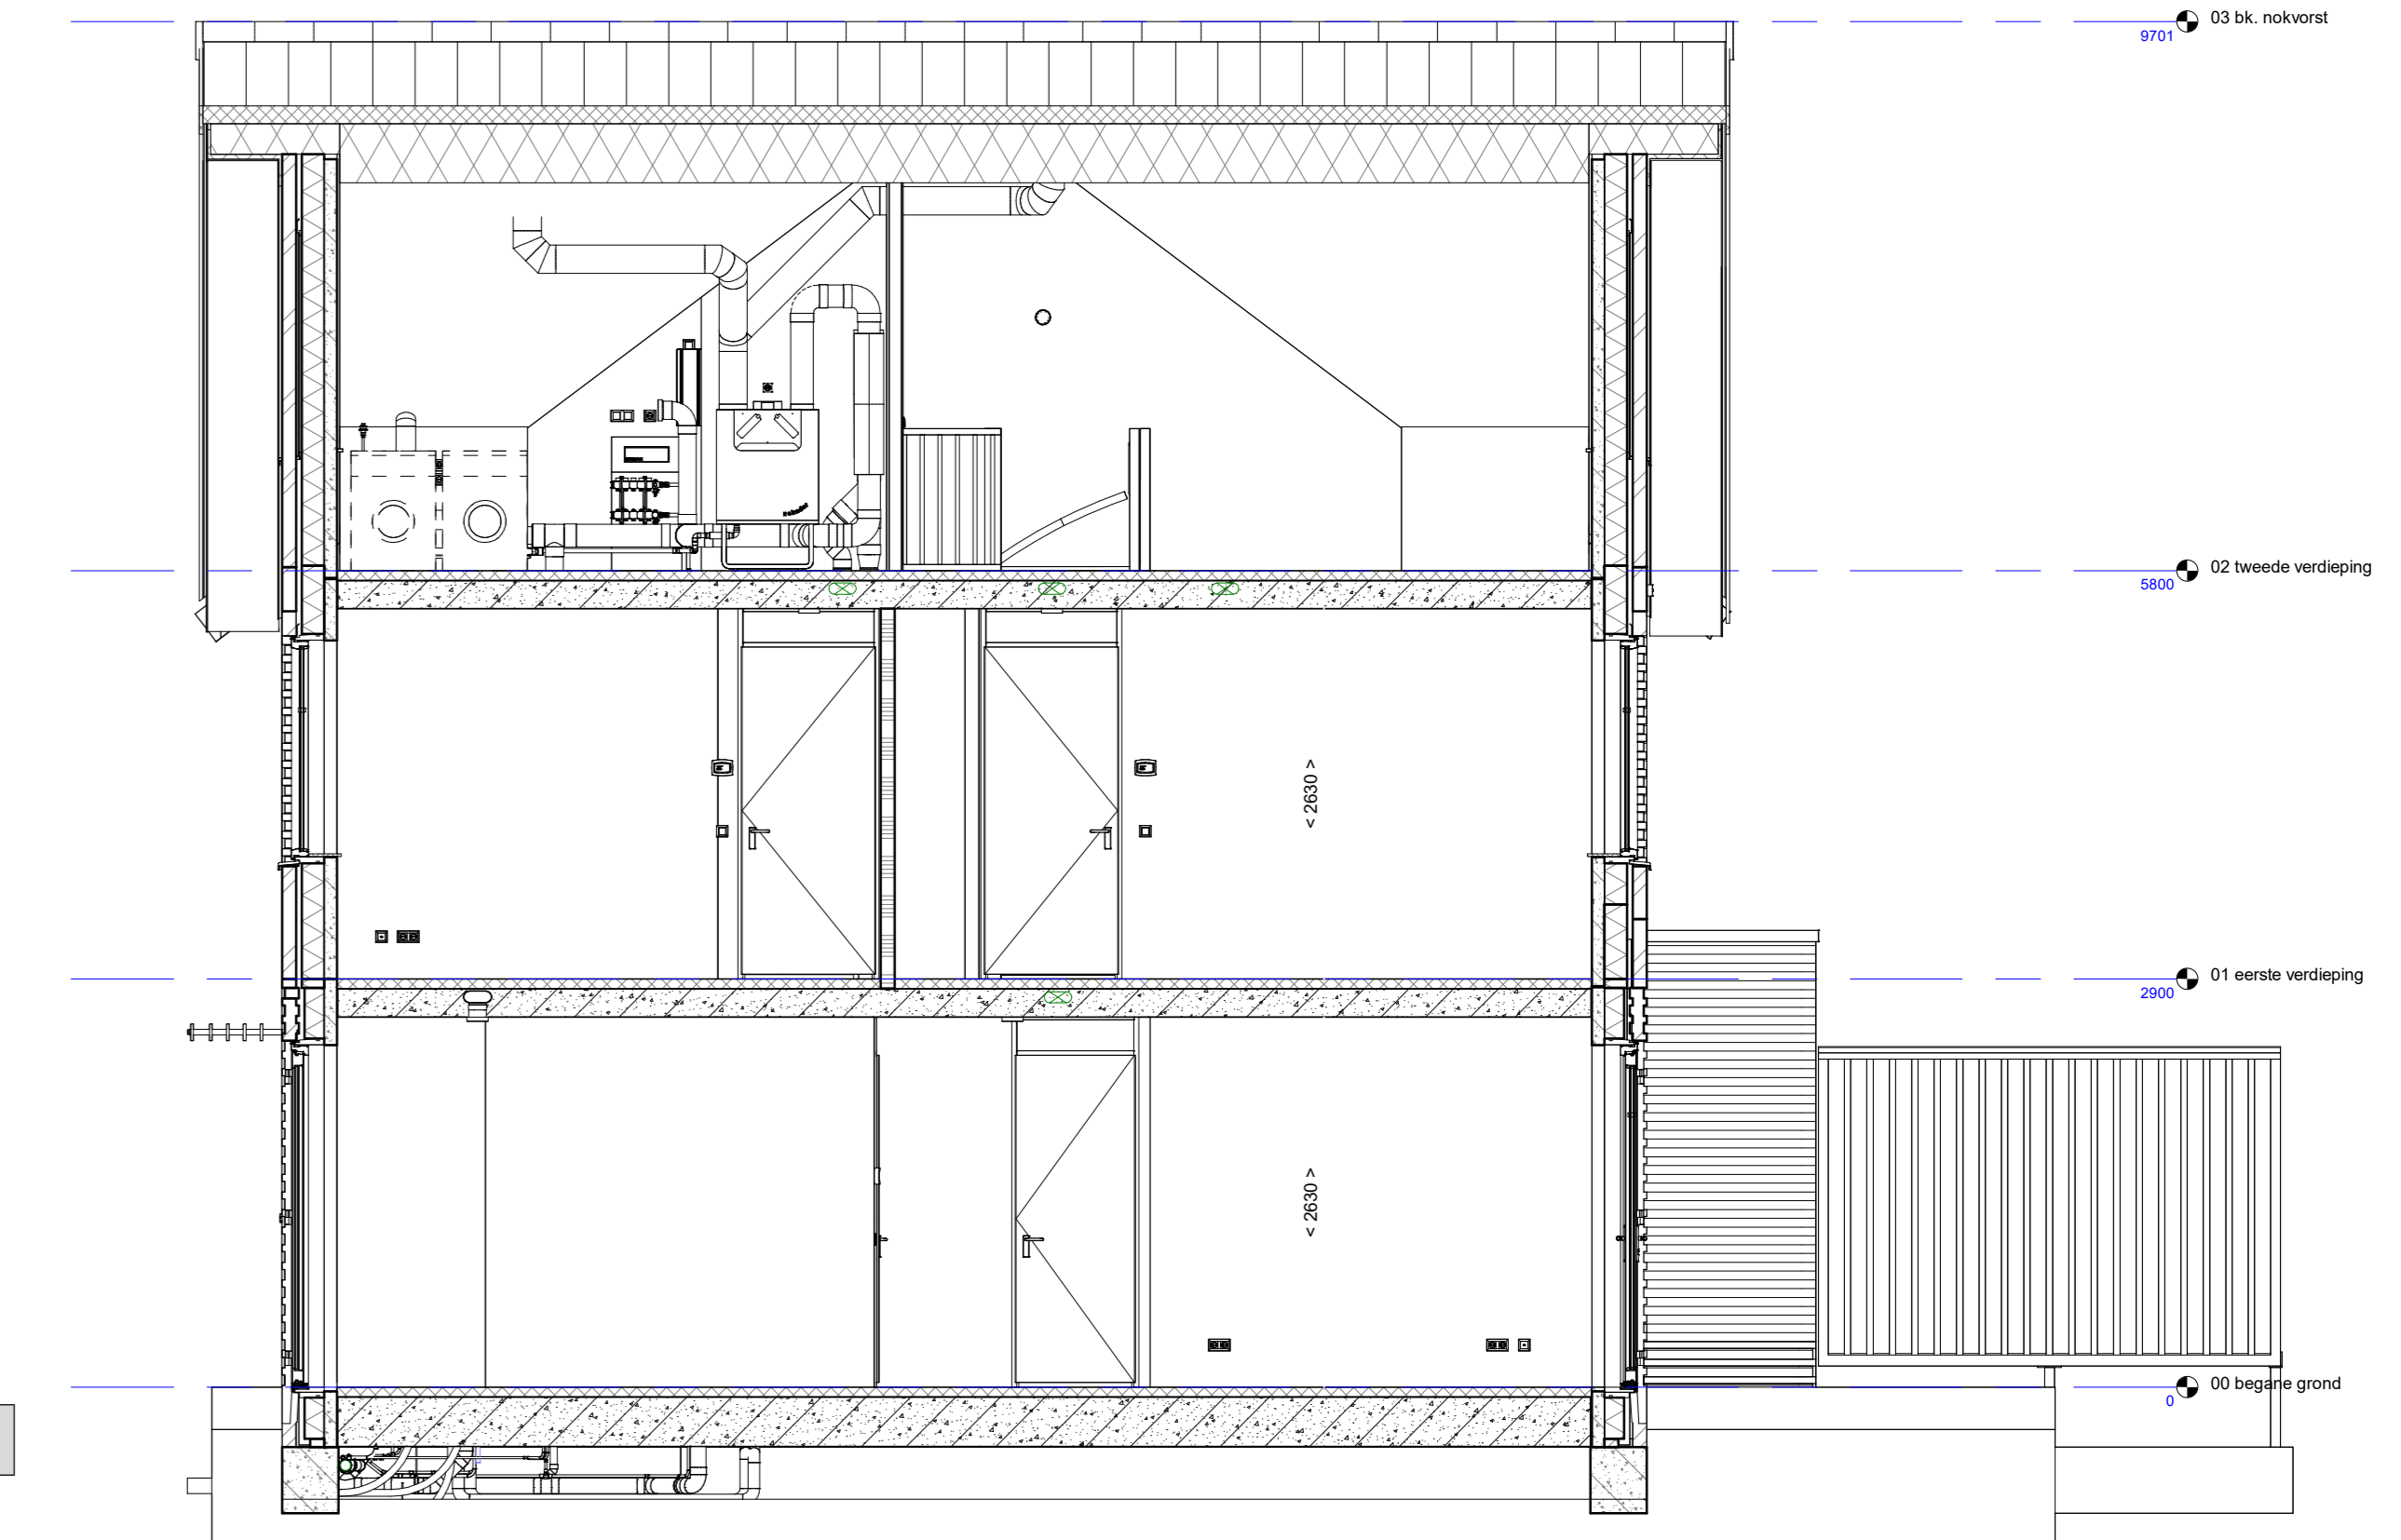 03 bk. nokvorst
9701
02 tweede verdieping
5800
< 2630 >
01 eerste verdieping
2900
< 2630 >
00 begane grond
0